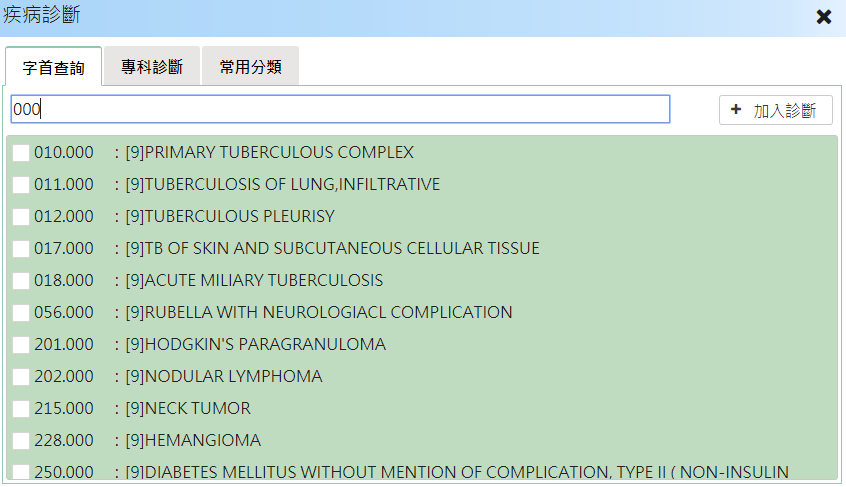 疾病診斷
字首查詢 專科診斷 常用分類
000 + 加入診斷
010.000 : [9]PRIMARY TUBERCULOUS COMPLEX
011.000 : [9]TUBERCULOSIS OF LUNG,INFILTRATIVE
012.000 : [9]TUBERCULOUS PLEURISY
017.000 : [9]TB OF SKIN AND SUBCUTANEOUS CELLULAR TISSUE
018.000 : [9]ACUTE MILIARY TUBERCULOSIS
056.000 : [9]RUBELLA WITH NEUROLOGIACL COMPLICATION
201.000 : [9]HODGKIN'S PARAGRANULOMA
202.000 : [9]NODULAR LYMPHOMA
215.000 : [9]NECK TUMOR
228.000 : [9]HEMANGIOMA
250.000 : [9]DIABETES MELLITUS WITHOUT MENTION OF COMPLICATION, TYPE II ( NON-INSULIN